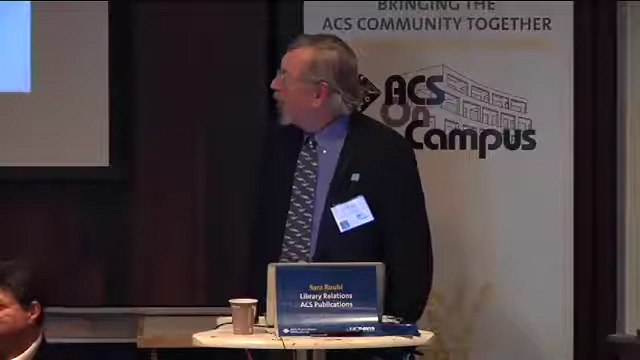 BRINGING THE
ACS COMMUNITY TOGETHER
ACS
On
Campus
Sara Rouhi
Library Relations
ACS Publications